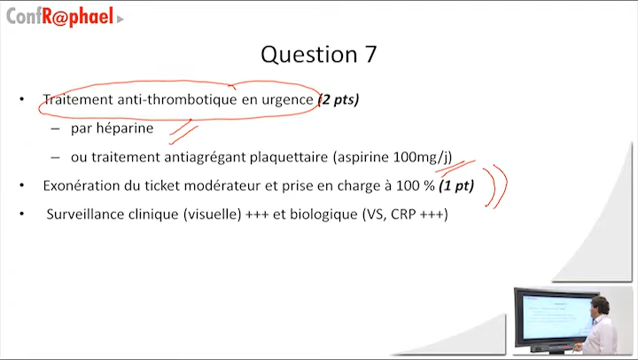 ConfR@phael
Question 7
• Traitement anti-thrombotique en urgence (2 pts)
– par héparine
– ou traitement antiagrégant plaquettaire (aspirine 100mg/j)
• Exonération du ticket modérateur et prise en charge à 100 % (1 pt)
• Surveillance clinique (visuelle) +++ et biologique (VS, CRP +++)